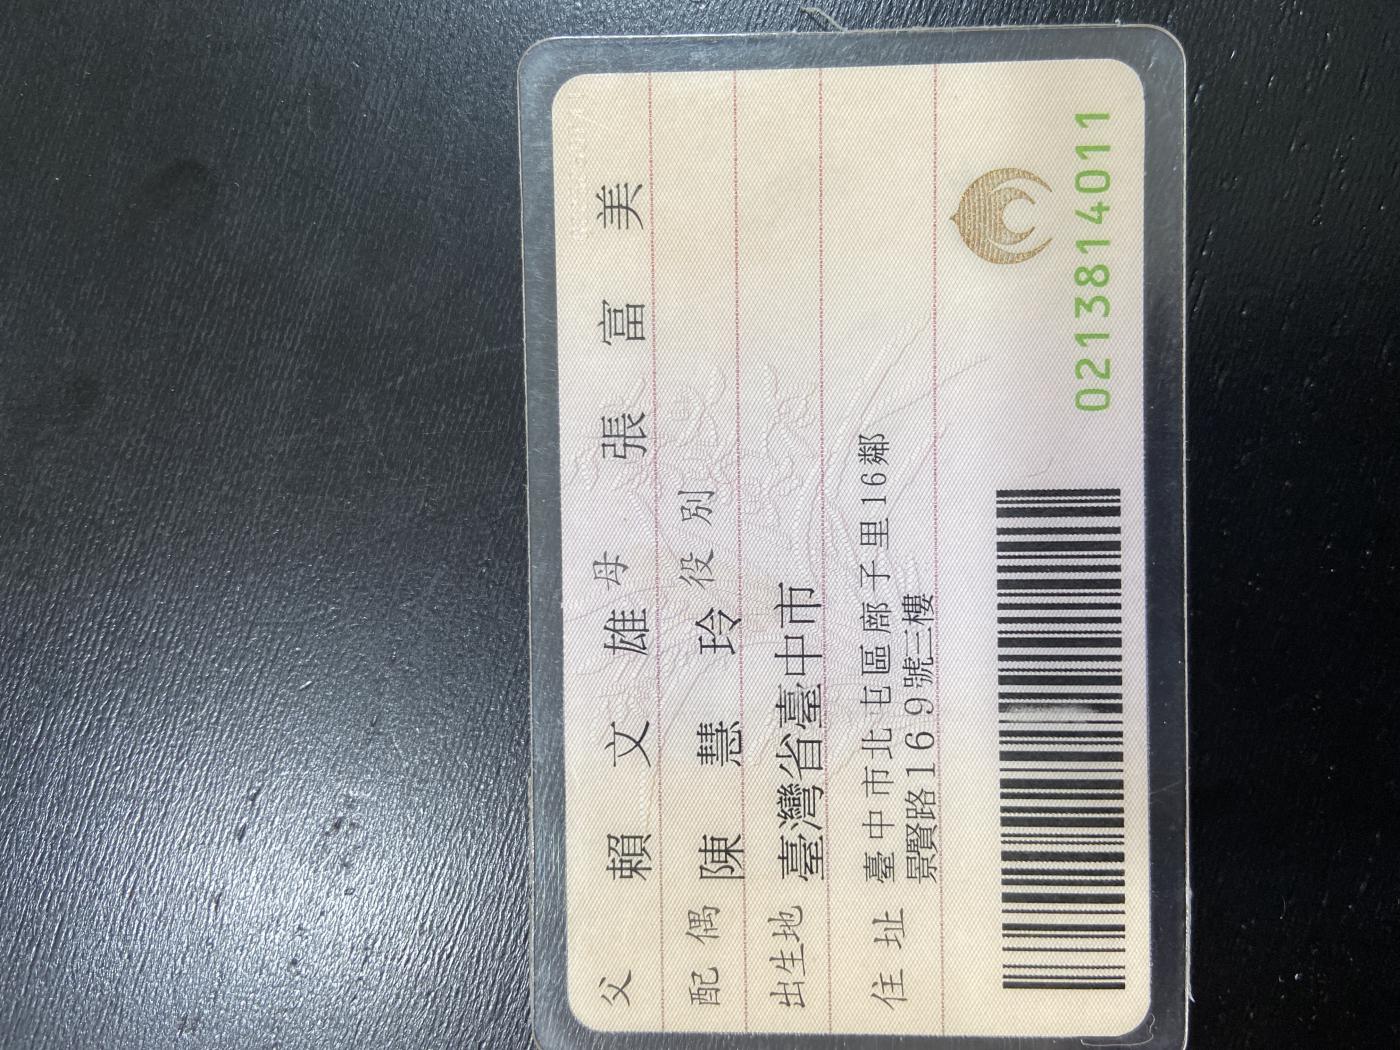 父 賴文雄 母 張富美
配偶 陳慧玲 役別
出生地 臺灣省臺中市
住址 臺中市北屯區廍子里16鄰
景賢路169號三樓
0213814011